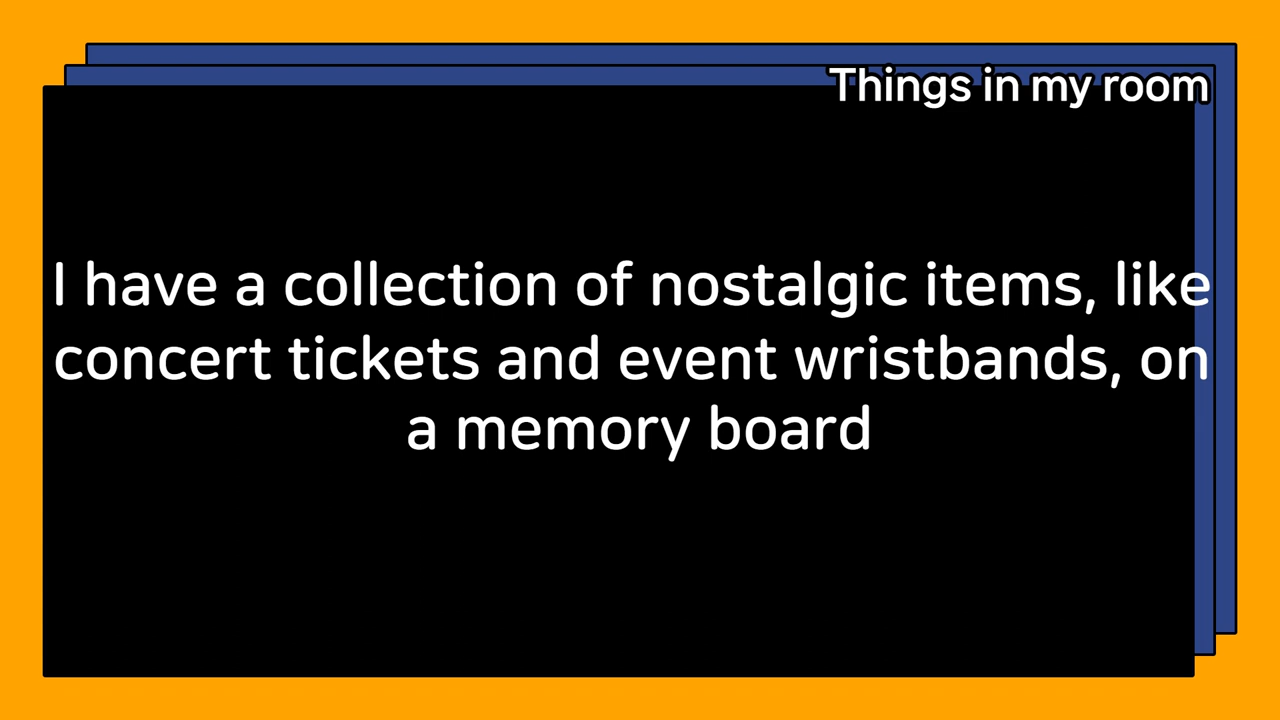 Things in my room
I have a collection of nostalgic items, like
concert tickets and event wristbands, on
a memory board